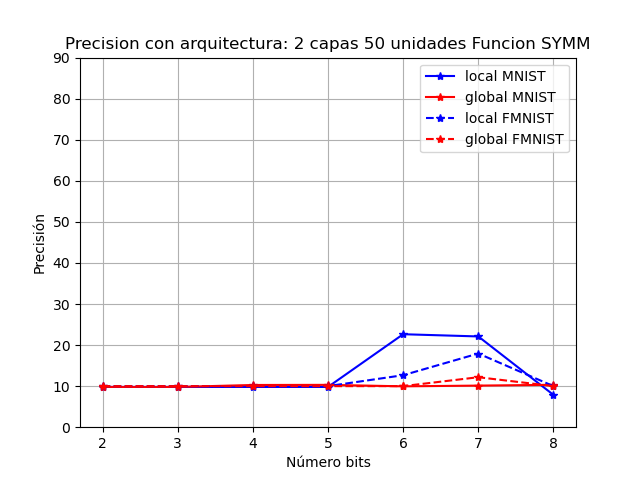 Precision con arquitectura: 2 capas 50 unidades Funcion SYMM
local MNIST
global MNIST
local FMNIST
global FMNIST
Precisión
90
80
70
60
50
40
30
20
10
0
2 3 4 5 6 7 8
Número bits